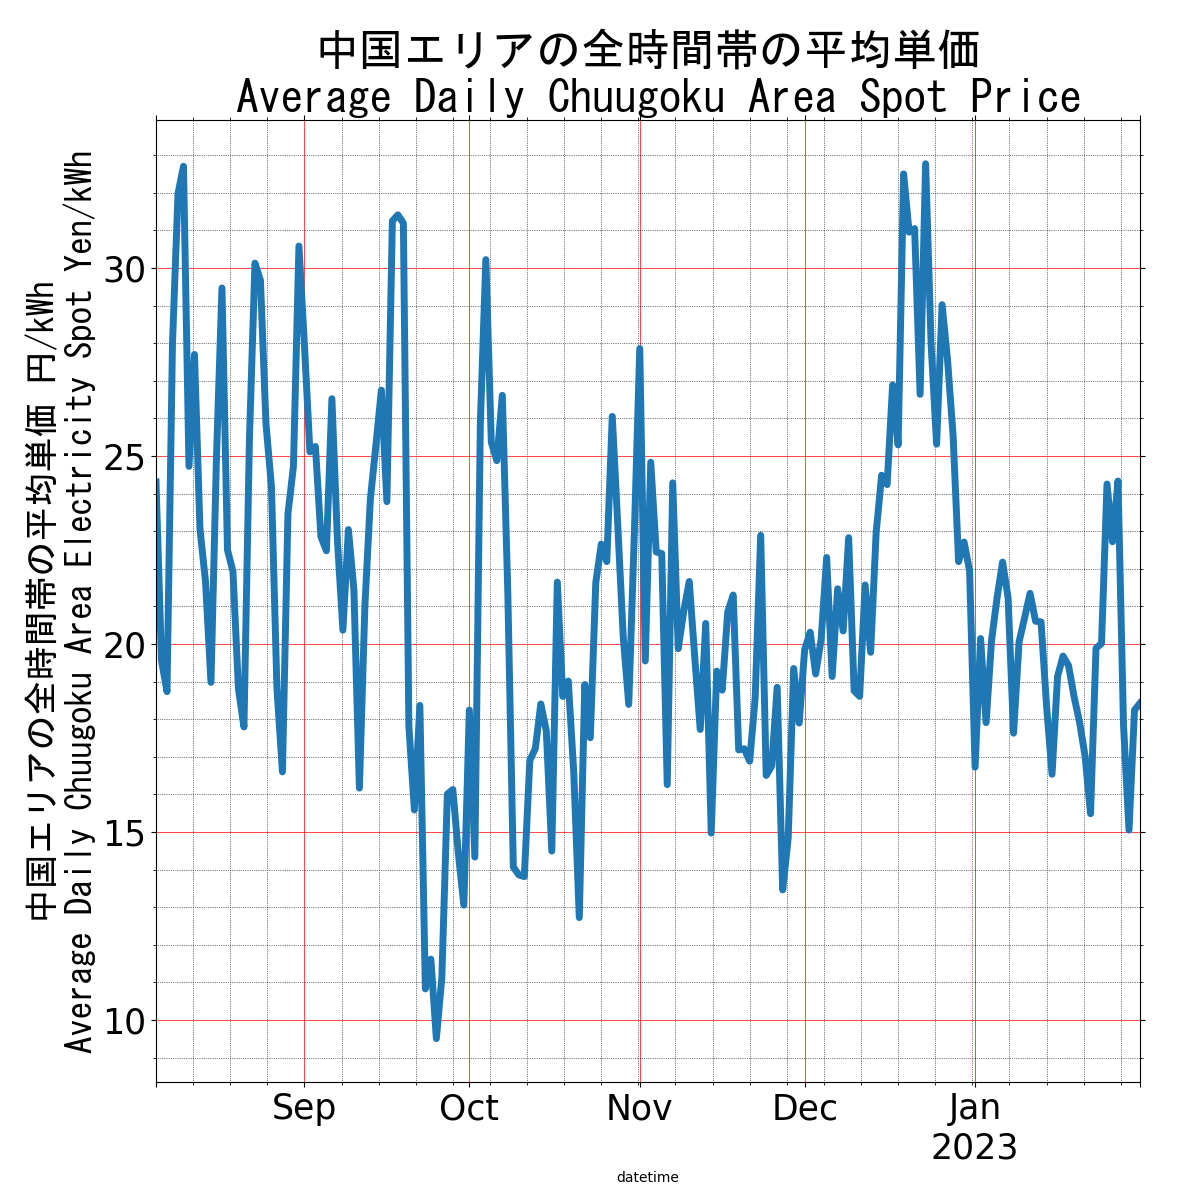 中国エリアの全時間帯の平均単価
Average Daily Chuugoku Area Spot Price
中国エリアの全時間帯の平均単価 円/kWh
Average Daily Chuugoku Area Electricity Spot Yen/kWh
30
25
20
15
10
Sep Oct Nov Dec Jan
2023
datetime